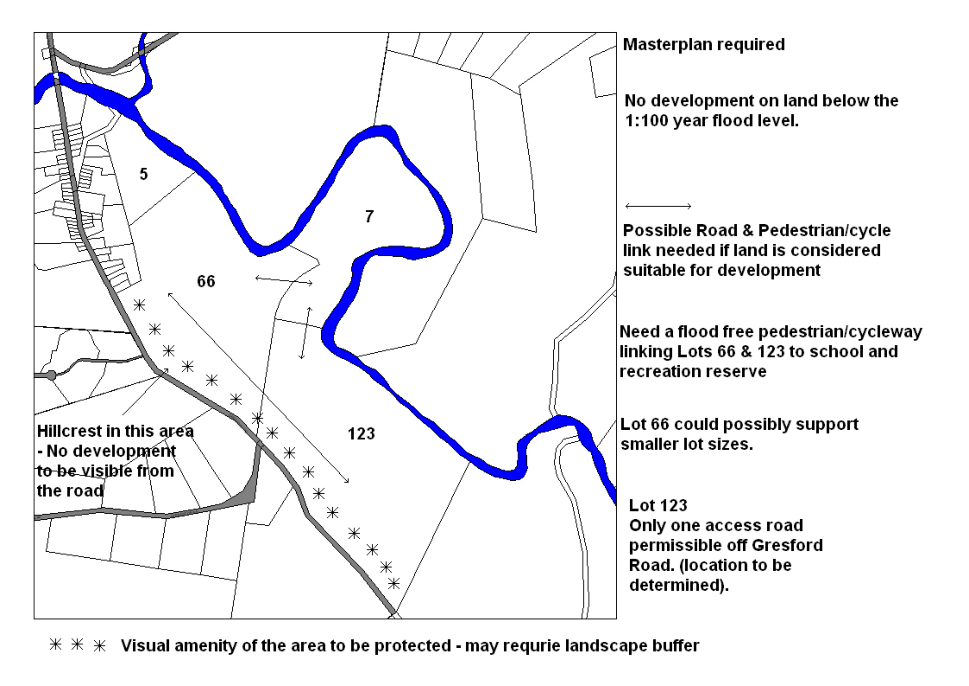 Masterplan required
No development on land below the
1:100 year flood level.
5
7
Possible Road & Pedestrian/cycle
link needed if land is considered
suitable for development
66
Need a flood free pedestrian/cycleway
linking Lots 66 & 123 to school and
recreation reserve
Hillcrest in this area
- No development
to be visible from
the road
123
Lot 66 could possibly support
smaller lot sizes.
Lot 123
Only one access road
permissible off Gresford
Road. (location to be
determined).
Visual amenity of the area to be protected - may requrie landscape buffer